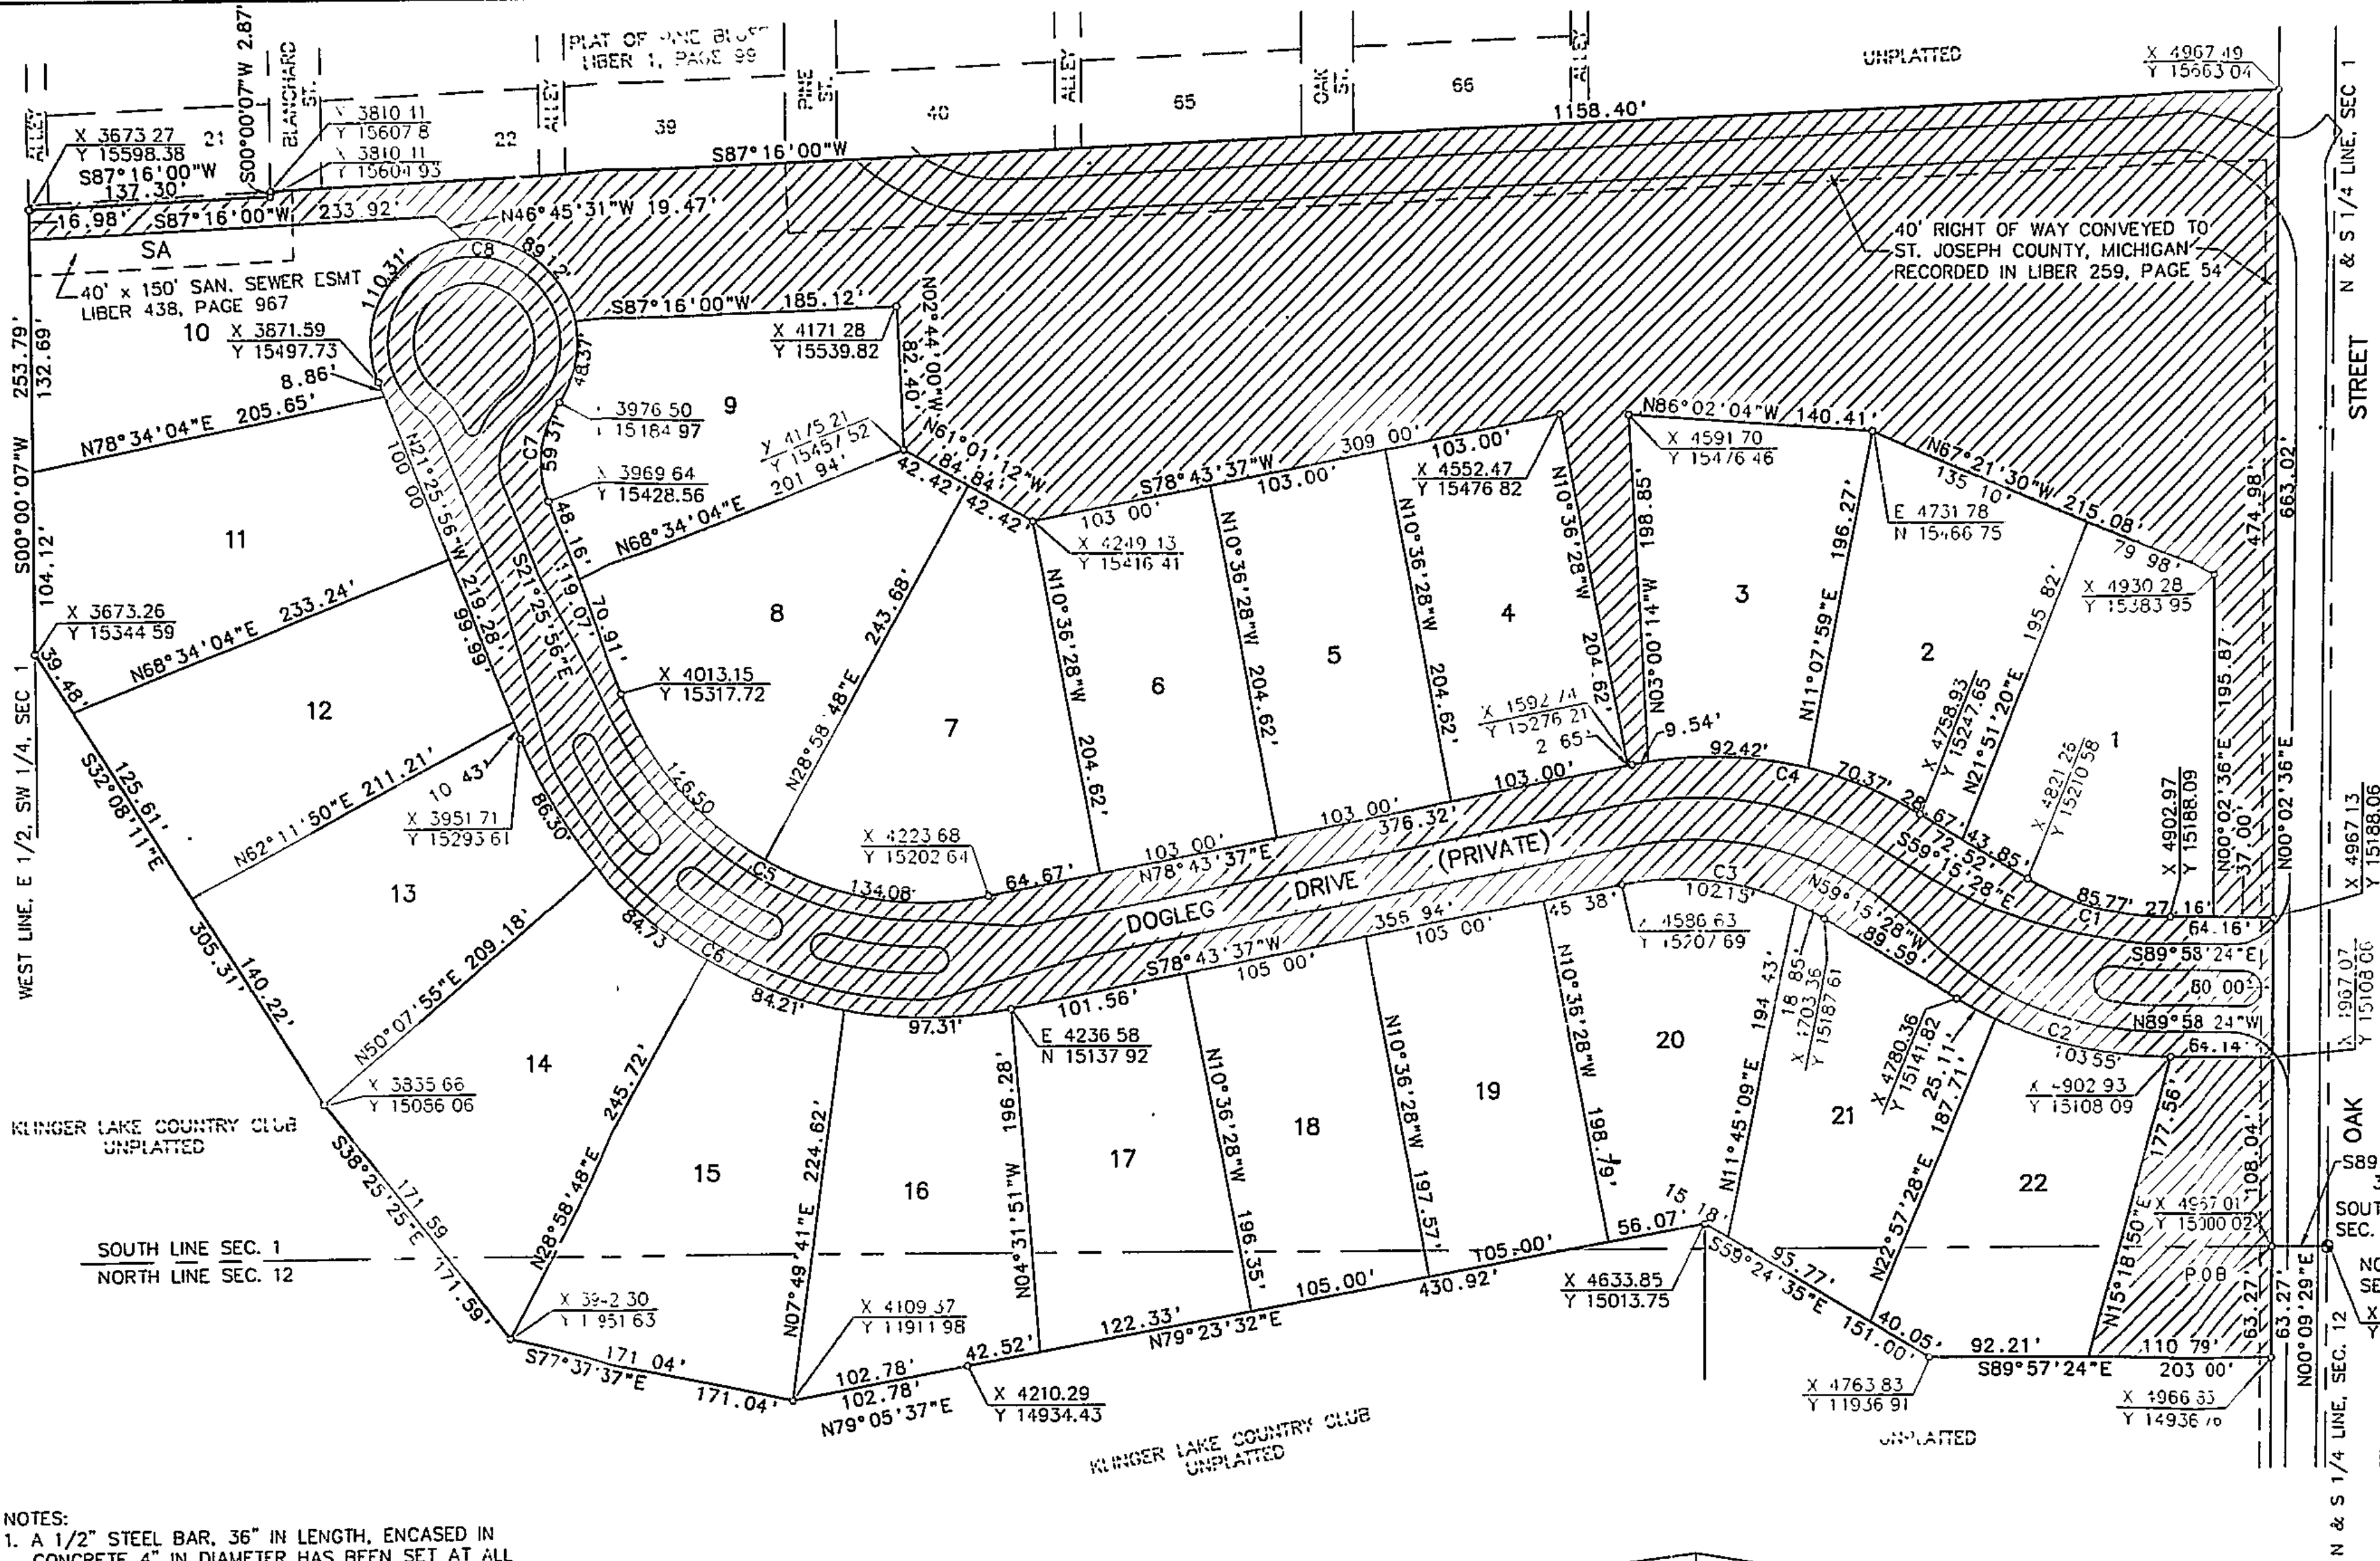 S00°00'07"W 2.87'
BLANCHARD
ST.
ALLEY
ALLEY
PLAT OF PINE BLUFF
LIBER 1, PAGE 99
PINE
ST.
ALLEY
OAK
ST.
ALLEY
UNPLATTED
X 4967.49
Y 15663.04
21
22
39
40
65
66
1158.40'
X 3673.27
Y 15598.38
3810.11
Y 15607.8
3810.11
Y 15604.93
S87°16'00"W
137.30'
S87°16'00"W
16.98'
S87°16'00"W
233.92'
N46°45'31"W 19.47'
SA
40' x 150' SAN. SEWER ESMT
LIBER 438, PAGE 967
40' RIGHT OF WAY CONVEYED TO
ST. JOSEPH COUNTY, MICHIGAN
RECORDED IN LIBER 259, PAGE 54
N & S 1/4 LINE, SEC 1
STREET
C8
89.12'
110.31'
S87°16'00"W 185.12'
N02°44'00"W
82.40'
X 4171.28
Y 15539.82
10
X 3871.59
Y 15497.73
8.86'
S00°00'07"W 253.79'
132.69'
N78°34'04"E 205.65'
48.37'
3976.50
9
C7
59.31'
3969.64
Y 15428.56
N61°01'12"W
84.84'
42.42'
42.42'
N68°34'04"E 201.94'
S78°43'37"W
309.00'
103.00'
103.00'
103.00'
X 4552.47
Y 15476.82
N86°02'04"W 140.41'
X 4591.70
Y 15476.46
N67°21'30"W 215.08'
135.10'
79.98'
E 4731.78
N 15466.75
474.98'
663.02'
11
104.12'
N21°25'56"W 219.28'
100.00
99.99'
48.16'
119.07'
70.91'
S21°25'56"E
X 4249.13
Y 15416.41
X 4930.28
Y 15383.95
X 3673.26
Y 15344.59
39.48'
N68°34'04"E 233.24'
12
X 4013.15
Y 15317.72
8
N28°58'48"E 243.68'
7
N10°36'28"W 204.62'
6
N10°36'28"W 204.62'
5
N10°36'28"W 204.62'
4
N10°36'28"W 204.62'
N03°00'14"W 198.85'
3
N11°07'59"E 196.27'
2
N21°51'20"E 195.82'
1
N00°02'36"E
195.87'
37.00'
N00°02'36"E
WEST LINE, E 1/2, SW 1/4, SEC 1
S32°08'11"E 305.31'
125.61'
140.22'
N62°11'50"E 211.21'
10.43'
X 3951.71
Y 15293.61
86.30'
126.50
13
Y 15276.21
2.65'
9.54'
92.42'
C4
70.37'
28.67'
X 4758.93
Y 15247.65
43.85'
S59°15'28"E
72.52'
4821.26
Y 15210.58
85.77'
C1
27.16'
64.16'
X 4902.97
Y 15188.09
X 4967.13
Y 15188.06
C5
134.08'
X 4223.68
Y 15202.64
64.67'
103.00'
103.00'
103.00'
N78°43'37"E
376.32'
DOGLEG DRIVE (PRIVATE)
S78°43'37"W
355.94'
101.56'
105.00'
105.00'
45.38'
C3
102.15'
4586.63
15207.69
N59°15'28"W
89.59'
S89°58'24"E
80.00'
N89°58'24"W
64.14'
C2
103.55'
84.73
C6
84.21'
97.31'
N50°07'55"E 209.18'
E 4236.58
N 15137.92
X 3835.66
Y 15086.06
18.85'
Y 15187.61
X 4780.36
Y 15141.82
25.11'
Y 15108.09
Y 15108.06
KLINGER LAKE COUNTRY CLUB
UNPLATTED
14
N28°58'48"E 245.72'
15
N07°49'41"E 224.62'
16
N04°31'51"W 196.28'
17
N10°36'28"W 196.35'
18
N10°36'28"W 197.57'
19
N10°36'28"W 198.79'
20
N11°45'09"E 194.43'
21
N22°57'28"E 187.71'
22
N15°18'50"E 177.56'
108.04'
OAK
S38°25'25"E
171.59
171.59'
SOUTH LINE SEC. 1
NORTH LINE SEC. 12
X 4967.01
Y 15000.02
P.O.B
S89
SOUT
SEC.
N00°09'29"E
63.27'
63.27'
X
Y
15.18'
56.07'
105.00'
105.00'
122.33'
42.52'
430.92'
N79°23'32"E
X 4633.85
Y 15013.75
S59°24'35"E
95.77'
40.05'
151.00'
92.21'
110.79'
S89°57'24"E 203.00'
S77°37'37"E
171.04'
171.04'
102.78'
102.78'
N79°05'37"E
X 4210.29
Y 14934.43
X 4763.83
Y 14936.76
KLINGER LAKE COUNTRY CLUB
UNPLATTED
UNPLATTED
N & S 1/4 LINE, SEC. 12
NOTES:
1. A 1/2" STEEL BAR, 36" IN LENGTH, ENCASED IN
CONCRETE 4" IN DIAMETER HAS BEEN SET AT ALL